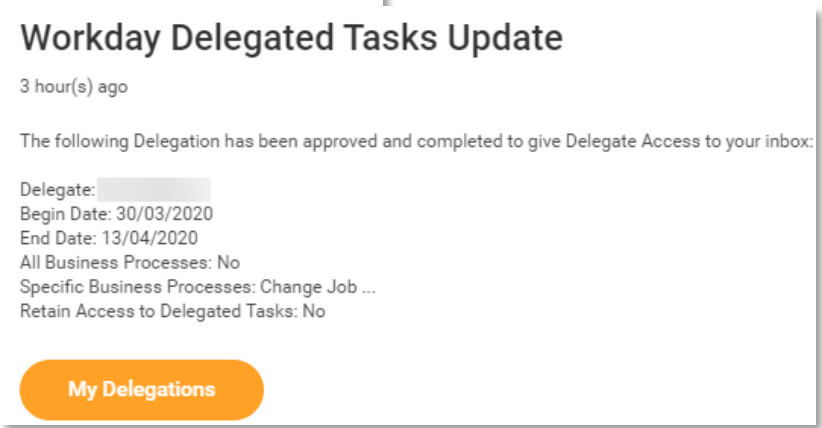 Workday Delegated Tasks Update
3 hour(s) ago
The following Delegation has been approved and completed to give Delegate Access to your inbox:
Delegate:
Begin Date: 30/03/2020
End Date: 13/04/2020
All Business Processes: No
Specific Business Processes: Change Job ...
Retain Access to Delegated Tasks: No
My Delegations